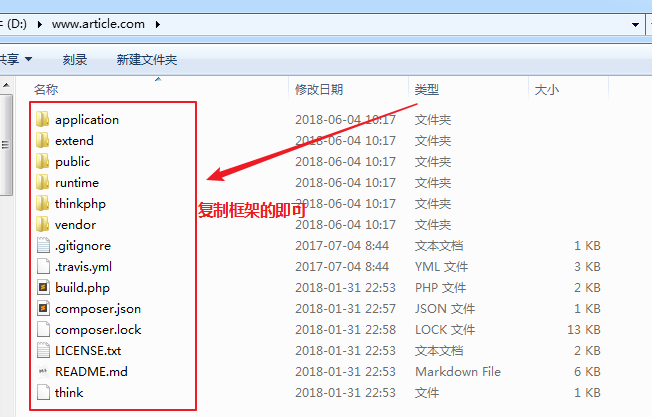 (D:) ▸ www.article.com ▸
共享 ▼ 刻录 新建文件夹
名称 修改日期 类型 大小
application 2018-06-04 10:17 文件夹
extend 2018-06-04 10:17 文件夹
public 2018-06-04 10:17 文件夹
runtime 2018-06-04 10:17 文件夹
thinkphp 2018-06-04 10:17 文件夹
复制框架的即可
vendor 2018-06-04 10:17 文件夹
.gitignore 2017-07-04 8:44 文本文档 1 KB
.travis.yml 2017-07-04 8:44 YML 文件 3 KB
build.php 2018-01-31 22:53 PHP 文件 2 KB
composer.json 2018-01-31 22:57 JSON 文件 1 KB
composer.lock 2018-01-31 22:58 LOCK 文件 13 KB
LICENSE.txt 2018-01-31 22:53 文本文档 2 KB
README.md 2018-01-31 22:53 Markdown File 6 KB
think 2018-01-31 22:53 文件 1 KB